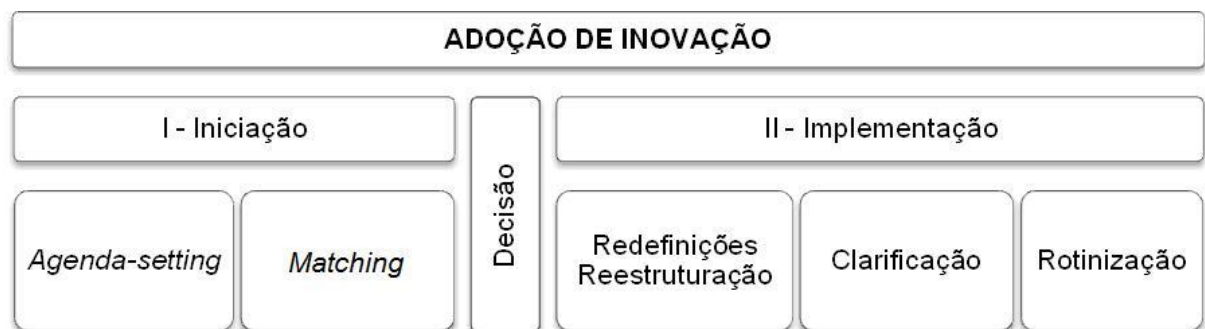 ADOÇÃO DE INOVAÇÃO
I - Iniciação
Decisão
II - Implementação
Agenda-setting
Matching
Redefinições
Reestruturação
Clarificação
Rotinização